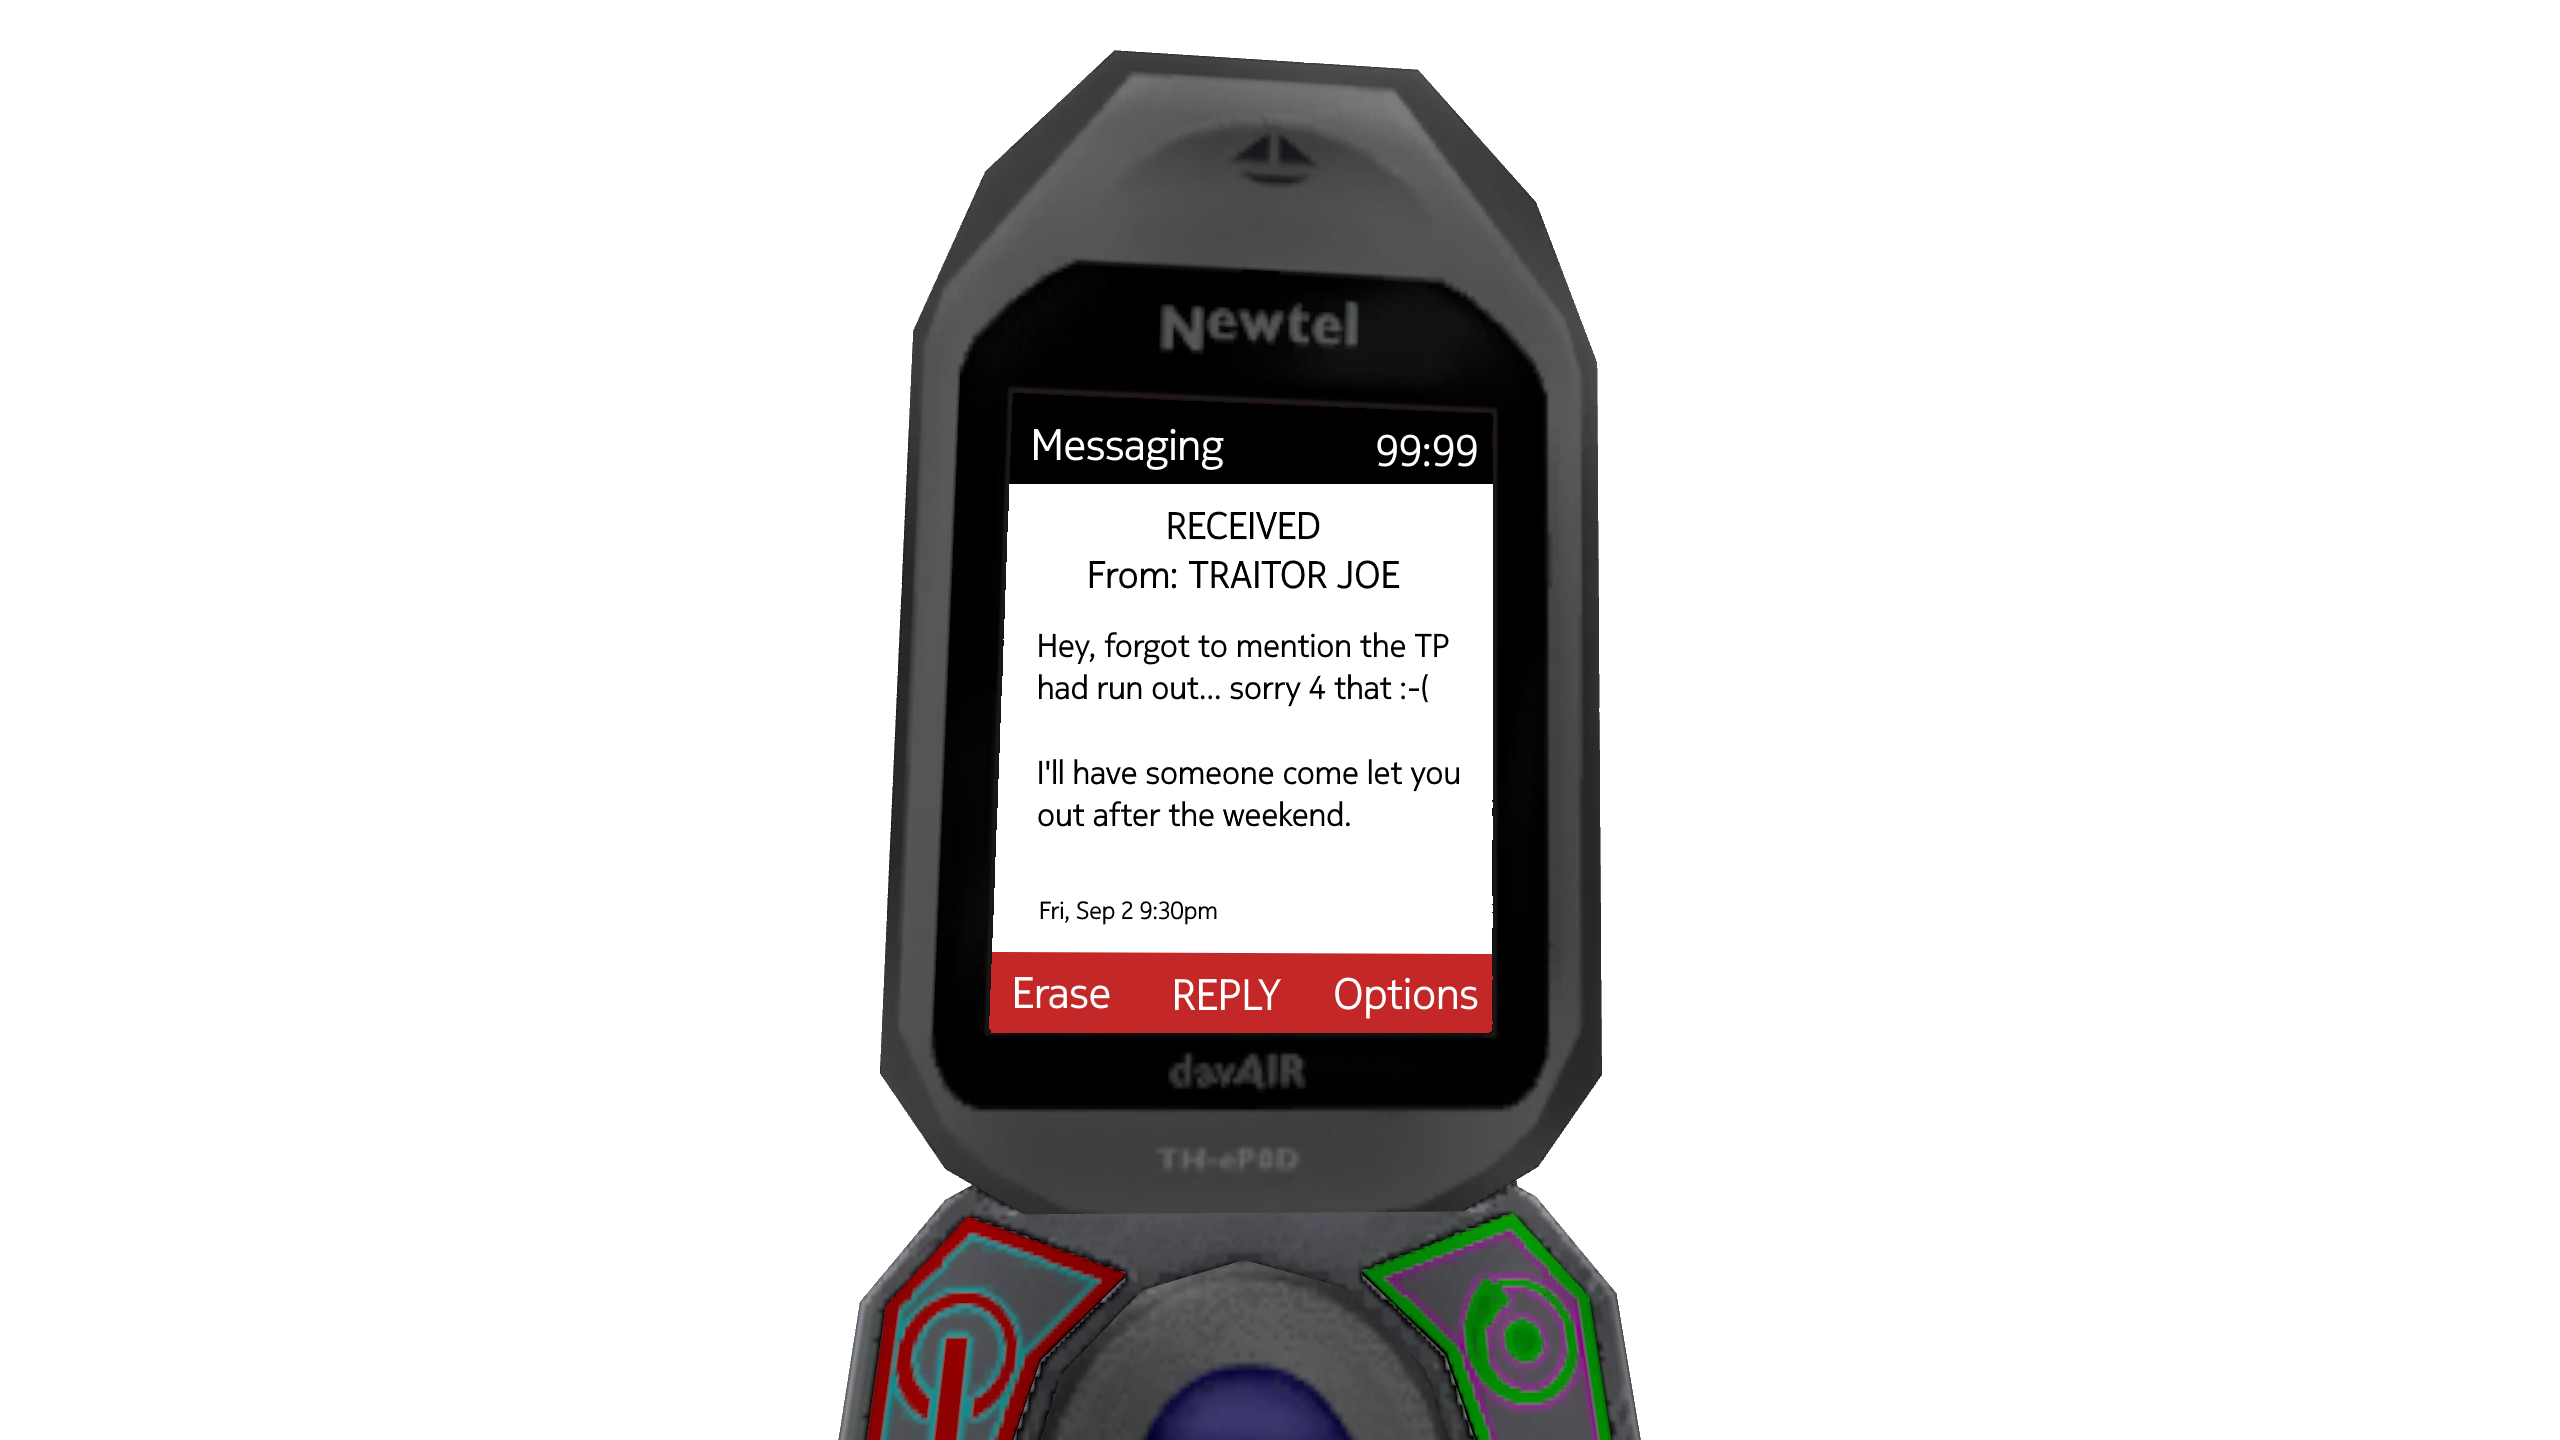 Newtel
Messaging 99:99
RECEIVED
From: TRAITOR JOE
Hey, forgot to mention the TP
had run out... sorry 4 that :-(
I'll have someone come let you
out after the weekend.
Fri, Sep 2 9:30pm
Erase REPLY Options
davAIR
TH-eP0D